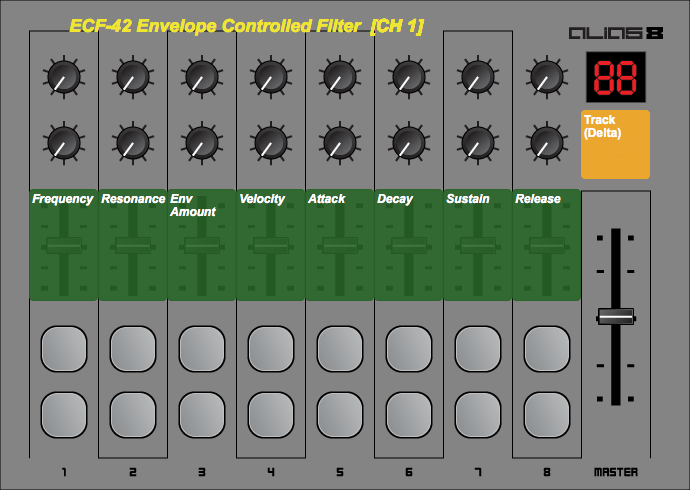 ECF-42 Envelope Controlled Filter [CH 1]
ALIAS 8
88
Track
(Delta)
Frequency
Resonance
Env
Amount
Velocity
Attack
Decay
Sustain
Release
1 2 3 4 5 6 7 8 MASTER